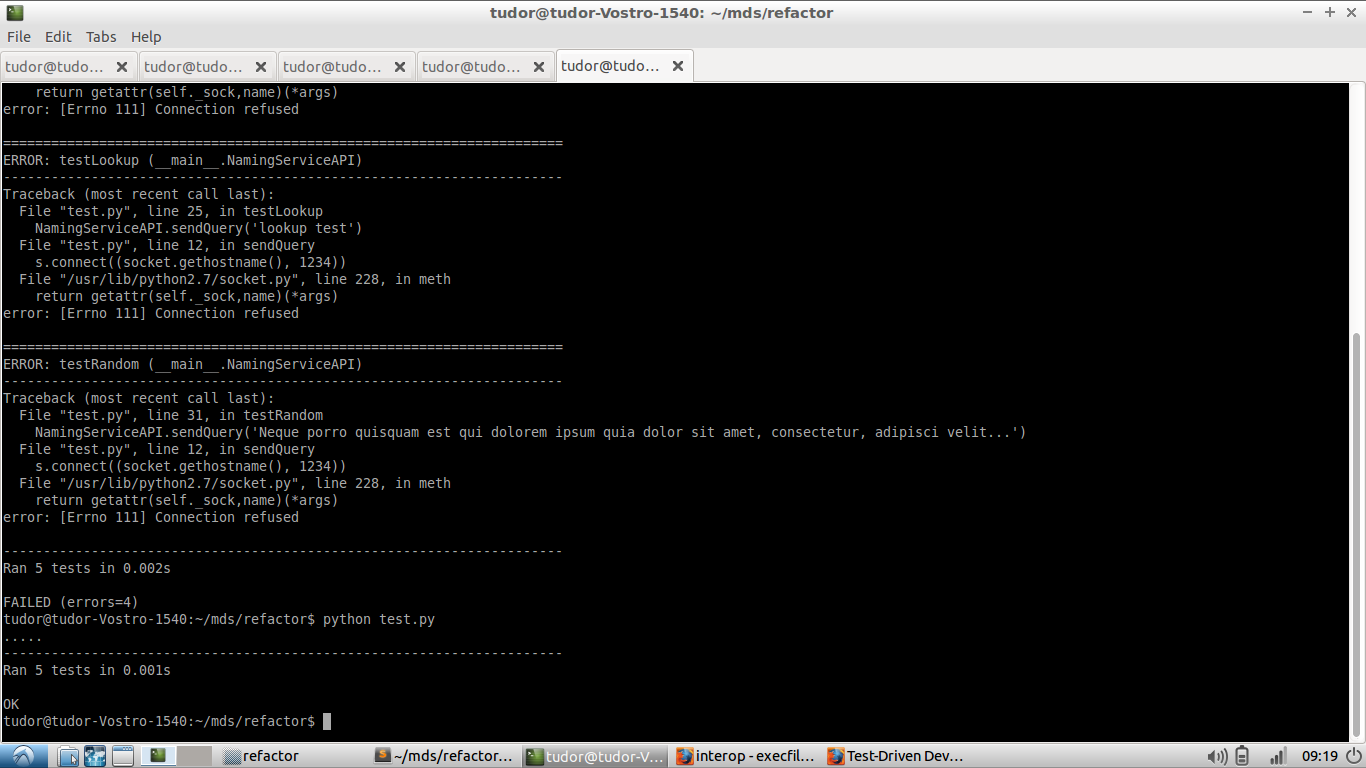 tudor@tudor-Vostro-1540: ~/mds/refactor
File Edit Tabs Help
tudor@tudo... tudor@tudo... tudor@tudo... tudor@tudo... tudor@tudo...
    return getattr(self._sock,name)(*args)
error: [Errno 111] Connection refused
======================================================================
ERROR: testLookup (__main__.NamingServiceAPI)
----------------------------------------------------------------------
Traceback (most recent call last):
  File "test.py", line 25, in testLookup
    NamingServiceAPI.sendQuery('lookup test')
  File "test.py", line 12, in sendQuery
    s.connect((socket.gethostname(), 1234))
  File "/usr/lib/python2.7/socket.py", line 228, in meth
    return getattr(self._sock,name)(*args)
error: [Errno 111] Connection refused
======================================================================
ERROR: testRandom (__main__.NamingServiceAPI)
----------------------------------------------------------------------
Traceback (most recent call last):
  File "test.py", line 31, in testRandom
    NamingServiceAPI.sendQuery('Neque porro quisquam est qui dolorem ipsum quia dolor sit amet, consectetur, adipisci velit...')
  File "test.py", line 12, in sendQuery
    s.connect((socket.gethostname(), 1234))
  File "/usr/lib/python2.7/socket.py", line 228, in meth
    return getattr(self._sock,name)(*args)
error: [Errno 111] Connection refused
----------------------------------------------------------------------
Ran 5 tests in 0.002s
FAILED (errors=4)
tudor@tudor-Vostro-1540:~/mds/refactor$ python test.py
.....
----------------------------------------------------------------------
Ran 5 tests in 0.001s
OK
tudor@tudor-Vostro-1540:~/mds/refactor$
refactor ~/mds/refactor... tudor@tudor-V... interop - execfil... Test-Driven Dev... 09:19